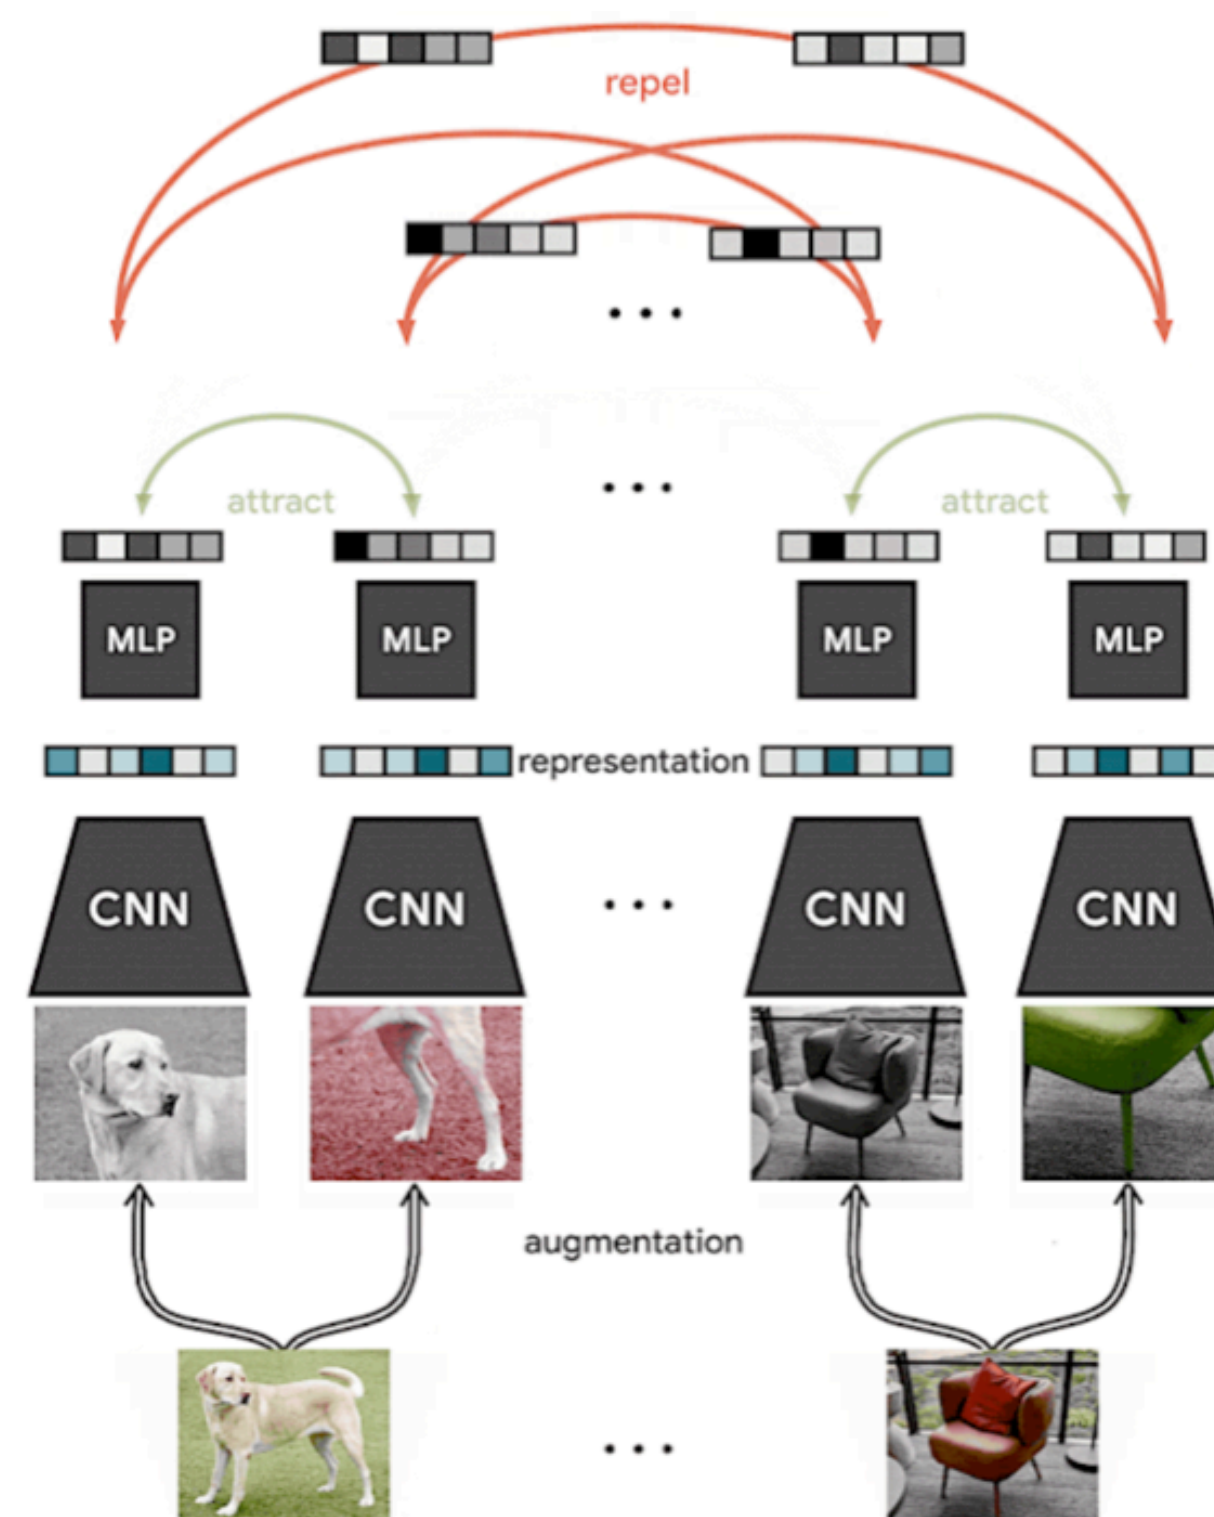 repel
attract attract
MLP MLP MLP MLP
representation
CNN CNN CNN CNN
augmentation